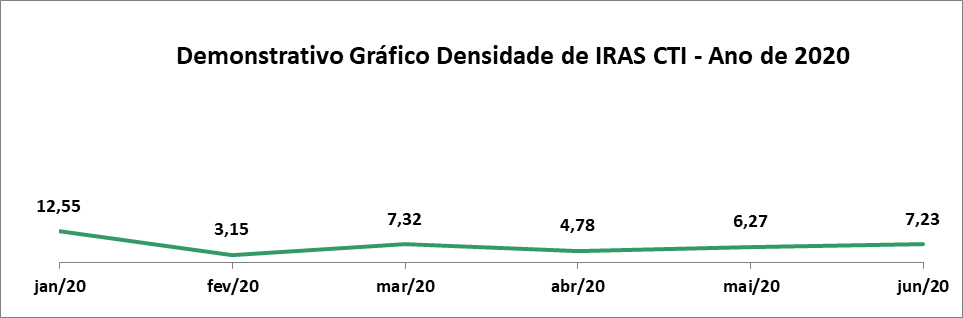 Demonstrativo Gráfico Densidade de IRAS CTI - Ano de 2020
12,55 3,15 7,32 4,78 6,27 7,23
jan/20 fev/20 mar/20 abr/20 mai/20 jun/20